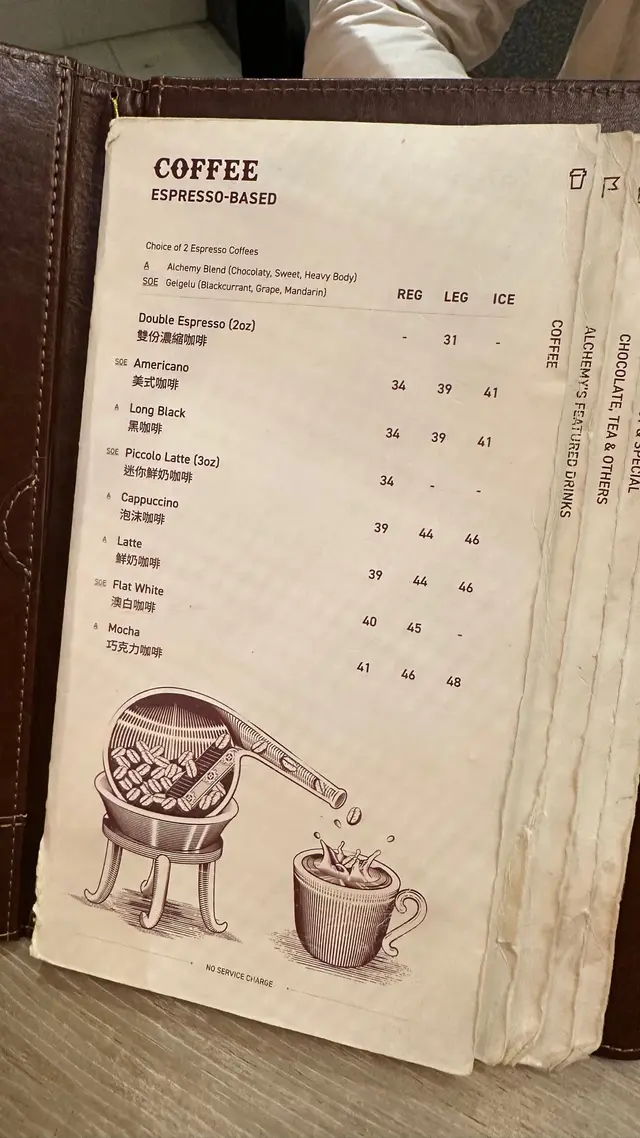 COFFEE
ESPRESSO-BASED
Choice of 2 Espresso Coffees
A Alchemy Blend (Chocolaty, Sweet, Heavy Body)
SOE Gelgelu (Blackcurrant, Grape, Mandarin)
REG LEG ICE
Double Espresso (2oz) - 31 -
雙份濃縮咖啡
SOE Americano 34 39 41
美式咖啡
A Long Black 34 39 41
黑咖啡
SOE Piccolo Latte (3oz) 34 - -
迷你鮮奶咖啡
A Cappuccino 39 44 46
泡沫咖啡
A Latte 39 44 46
鮮奶咖啡
SOE Flat White 40 45 -
澳白咖啡
A Mocha 41 46 48
巧克力咖啡
NO SERVICE CHARGE
COFFEE
ALCHEMY'S FEATURED DRINKS
CHOCOLATE, TEA & OTHERS
& SPECIAL